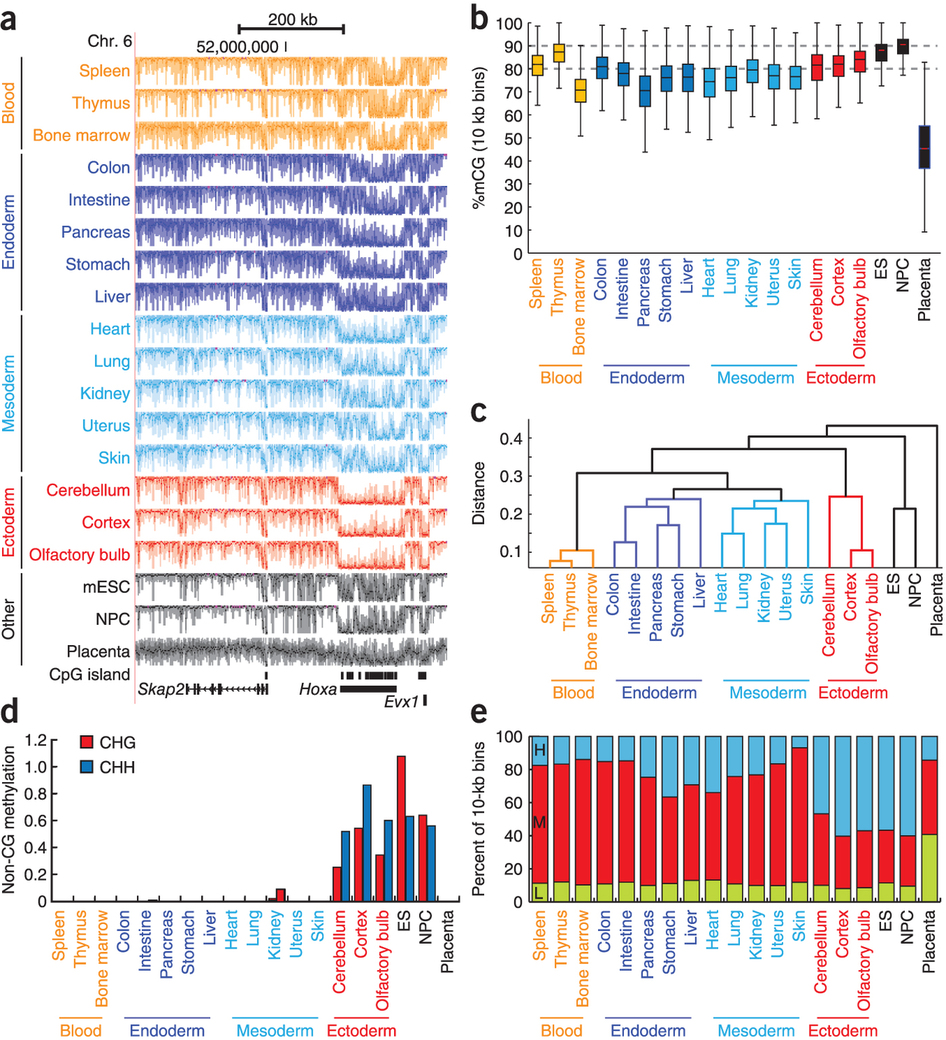 a
200 kb
Chr. 6
52,000,000 l
Blood
Spleen
Thymus
Bone marrow
Endoderm
Colon
Intestine
Pancreas
Stomach
Liver
Mesoderm
Heart
Lung
Kidney
Uterus
Skin
Ectoderm
Cerebellum
Cortex
Olfactory bulb
Other
mESC
NPC
Placenta
CpG island
Skap2
Hoxa
Evx1
b
%mCG (10 kb bins)
100
90
80
70
60
50
40
30
20
10
0
Spleen
Thymus
Bone marrow
Colon
Intestine
Pancreas
Stomach
Liver
Heart
Lung
Kidney
Uterus
Skin
Cerebellum
Cortex
Olfactory bulb
ES
NPC
Placenta
Blood
Endoderm
Mesoderm
Ectoderm
c
Distance
0.4
0.3
0.2
0.1
Spleen
Thymus
Bone marrow
Colon
Intestine
Pancreas
Stomach
Liver
Heart
Lung
Kidney
Uterus
Skin
Cerebellum
Cortex
Olfactory bulb
ES
NPC
Placenta
Blood
Endoderm
Mesoderm
Ectoderm
d
Non-CG methylation
1.2
1.0
0.8
0.6
0.4
0.2
0
CHG
CHH
Spleen
Thymus
Bone marrow
Colon
Intestine
Pancreas
Stomach
Liver
Heart
Lung
Kidney
Uterus
Skin
Cerebellum
Cortex
Olfactory bulb
ES
NPC
Placenta
Blood
Endoderm
Mesoderm
Ectoderm
e
Percent of 10-kb bins
100
80
60
40
20
0
H
M
L
Spleen
Thymus
Bone marrow
Colon
Intestine
Pancreas
Stomach
Liver
Heart
Lung
Kidney
Uterus
Skin
Cerebellum
Cortex
Olfactory bulb
ES
NPC
Placenta
Blood
Endoderm
Mesoderm
Ectoderm